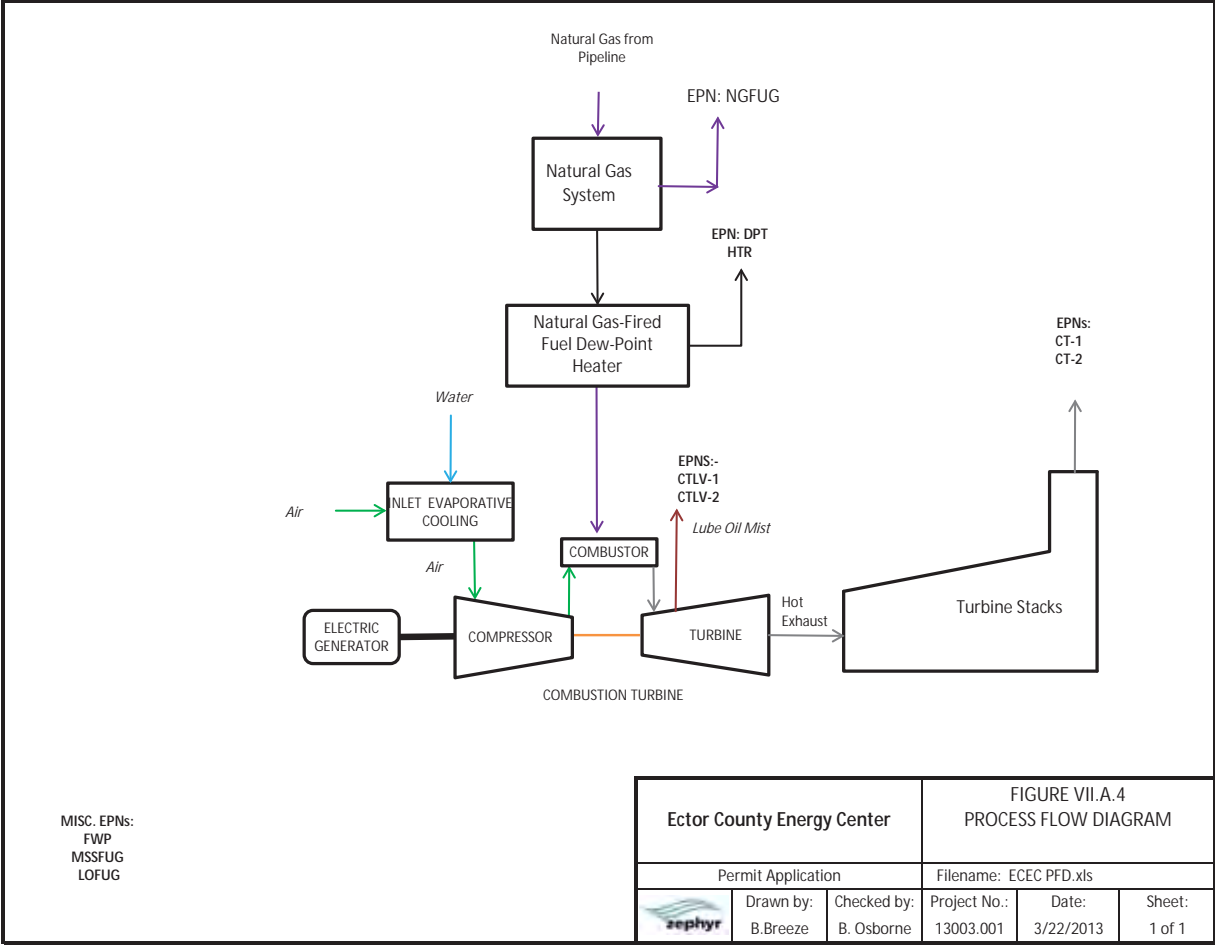 Natural Gas from
Pipeline
EPN: NGFUG
Natural Gas
System
EPN: DPT
HTR
Natural Gas-Fired
Fuel Dew-Point
Heater
EPNs:
CT-1
CT-2
Water
EPNS:-
CTLV-1
CTLV-2
INLET EVAPORATIVE
COOLING
Air
Lube Oil Mist
COMBUSTOR
Air
Hot
Exhaust
Turbine Stacks
ELECTRIC
GENERATOR
COMPRESSOR
TURBINE
COMBUSTION TURBINE
MISC. EPNs:
FWP
MSSFUG
LOFUG
Ector County Energy Center
FIGURE VII.A.4
PROCESS FLOW DIAGRAM
Permit Application
Filename: ECEC PFD.xls
zephyr
Drawn by:
B.Breeze
Checked by:
B. Osborne
Project No.:
13003.001
Date:
3/22/2013
Sheet:
1 of 1